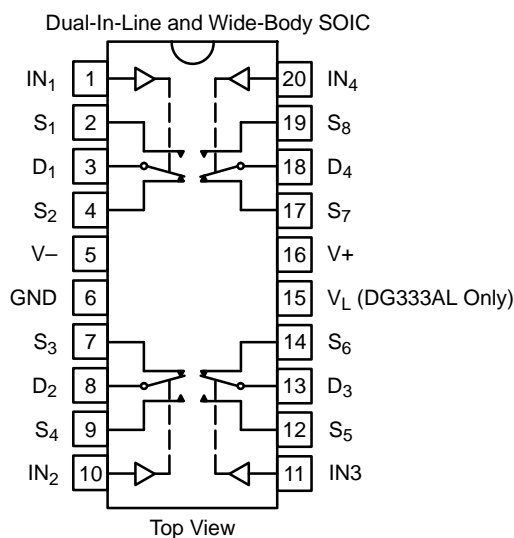 Dual-In-Line and Wide-Body SOIC
IN1 1 20 IN4
S1 2 19 S8
D1 3 18 D4
S2 4 17 S7
V– 5 16 V+
GND 6 15 VL (DG333AL Only)
S3 7 14 S6
D2 8 13 D3
S4 9 12 S5
IN2 10 11 IN3
Top View